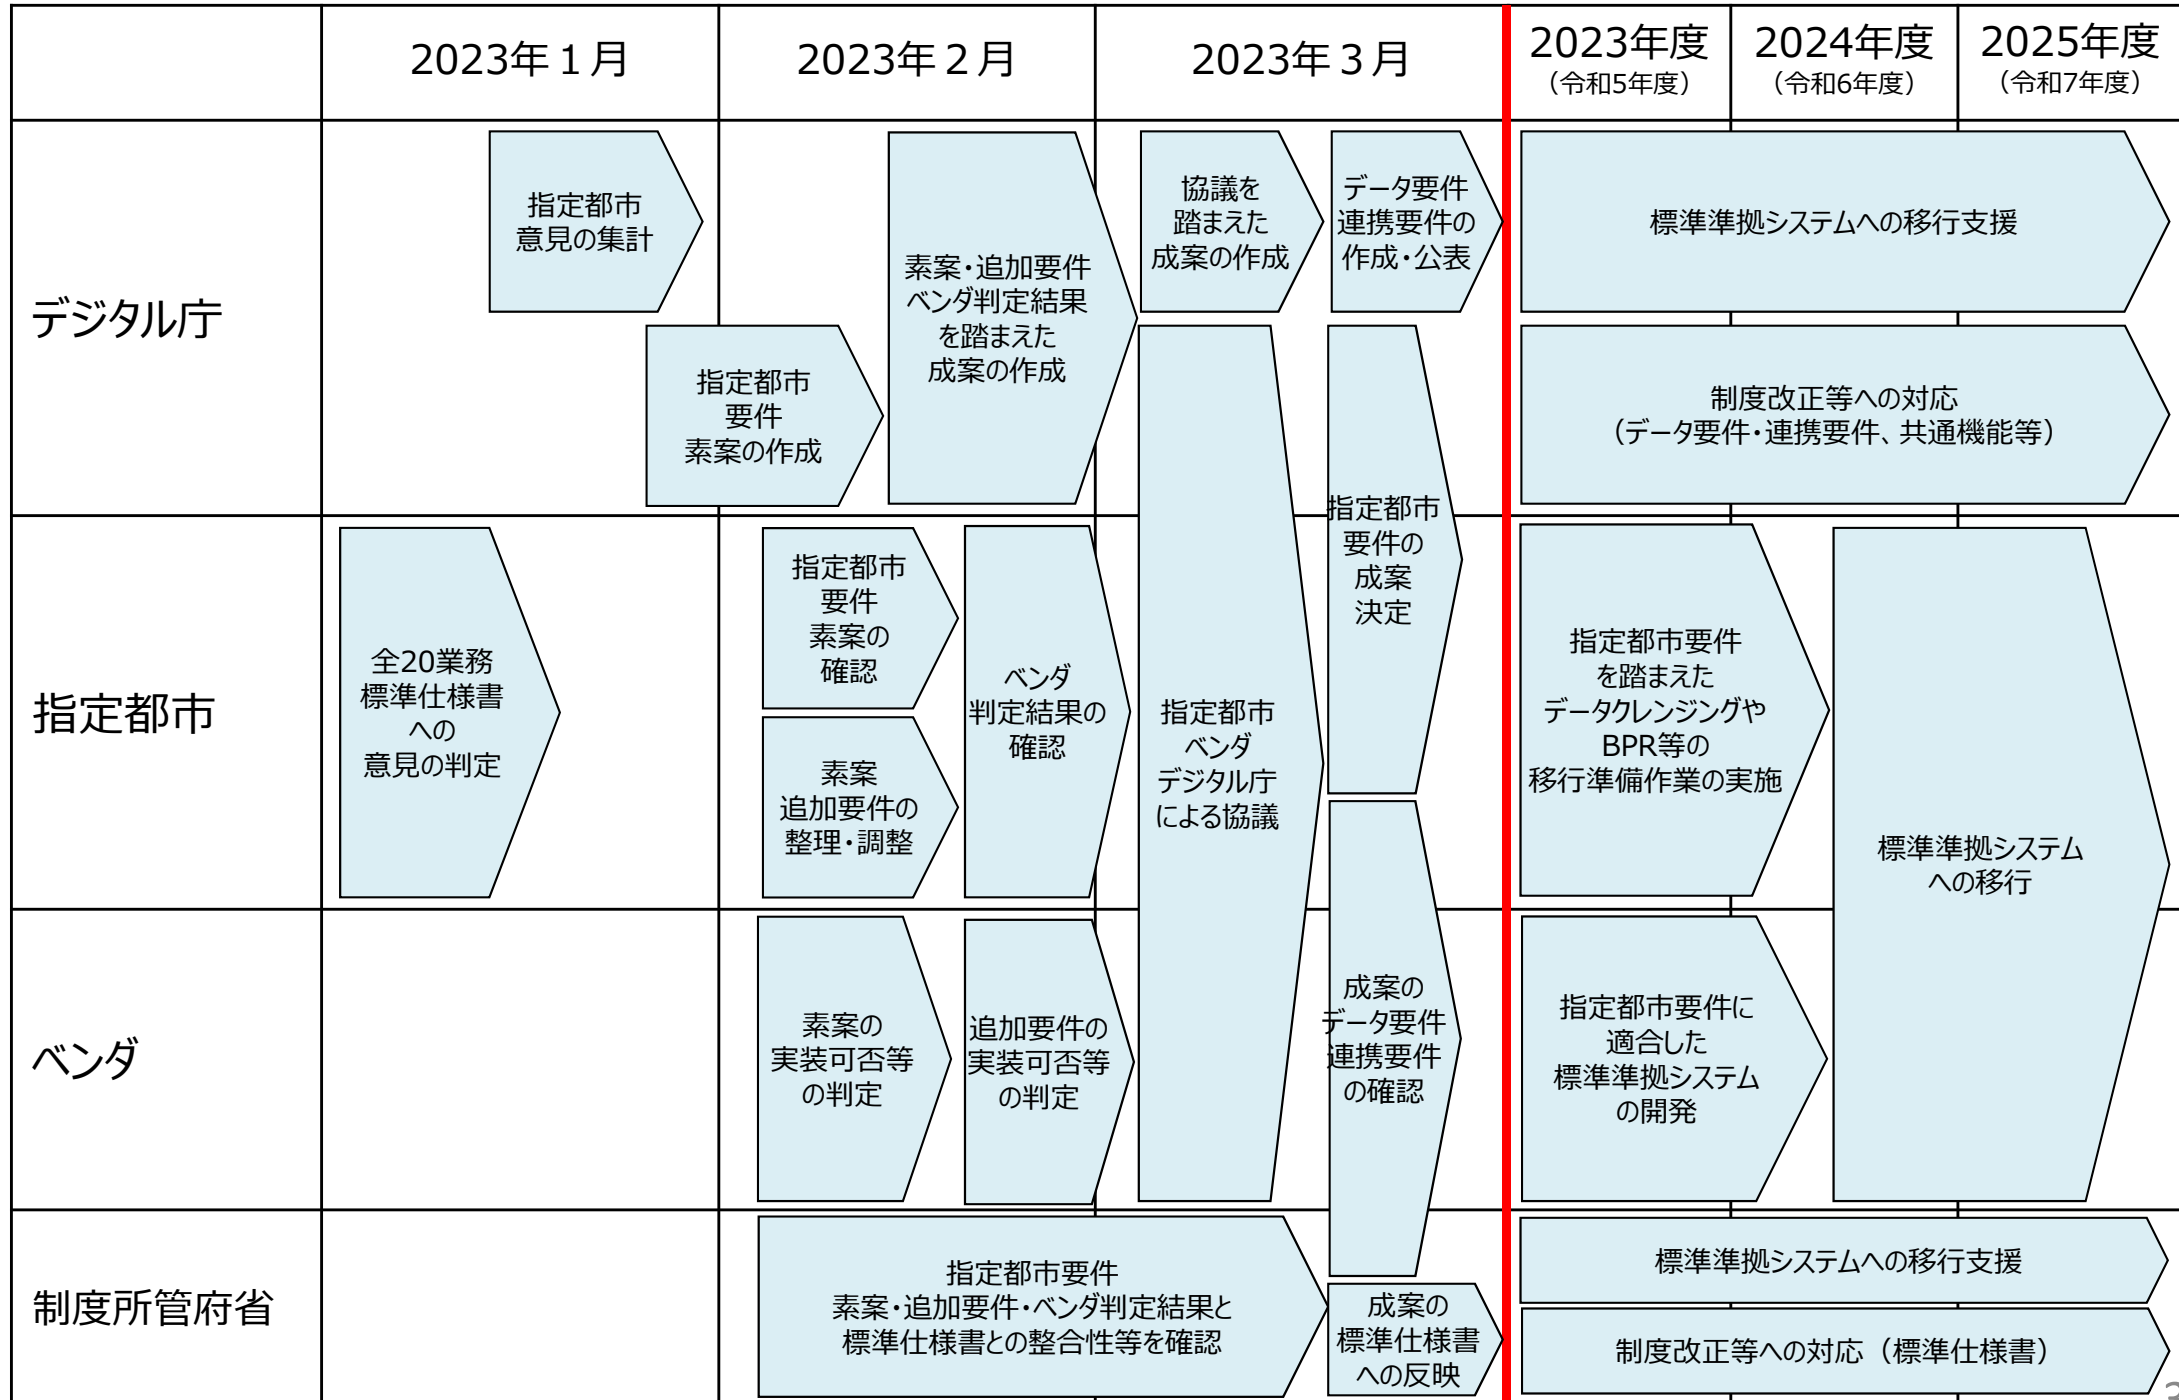 2023年１月
2023年２月
2023年３月
2023年度
（令和5年度）
2024年度
（令和6年度）
2025年度
（令和7年度）
デジタル庁
指定都市
意見の集計
指定都市
要件
素案の作成
素案・追加要件
ベンダ判定結果
を踏まえた
成案の作成
協議を
踏まえた
成案の作成
データ要件
連携要件の
作成・公表
標準準拠システムへの移行支援
制度改正等への対応
（データ要件・連携要件、共通機能等）
指定都市
全20業務
標準仕様書
への
意見の判定
指定都市
要件
素案の
確認
素案
追加要件の
整理・調整
ベンダ
判定結果の
確認
指定都市
ベンダ
デジタル庁
による協議
指定都市
要件の
成案
決定
指定都市要件
を踏まえた
データクレンジングや
BPR等の
移行準備作業の実施
標準準拠システム
への移行
ベンダ
素案の
実装可否等
の判定
追加要件の
実装可否等
の判定
成案の
データ要件
連携要件
の確認
指定都市要件に
適合した
標準準拠システム
の開発
制度所管府省
指定都市要件
素案・追加要件・ベンダ判定結果と
標準仕様書との整合性等を確認
成案の
標準仕様書
への反映
標準準拠システムへの移行支援
制度改正等への対応（標準仕様書）